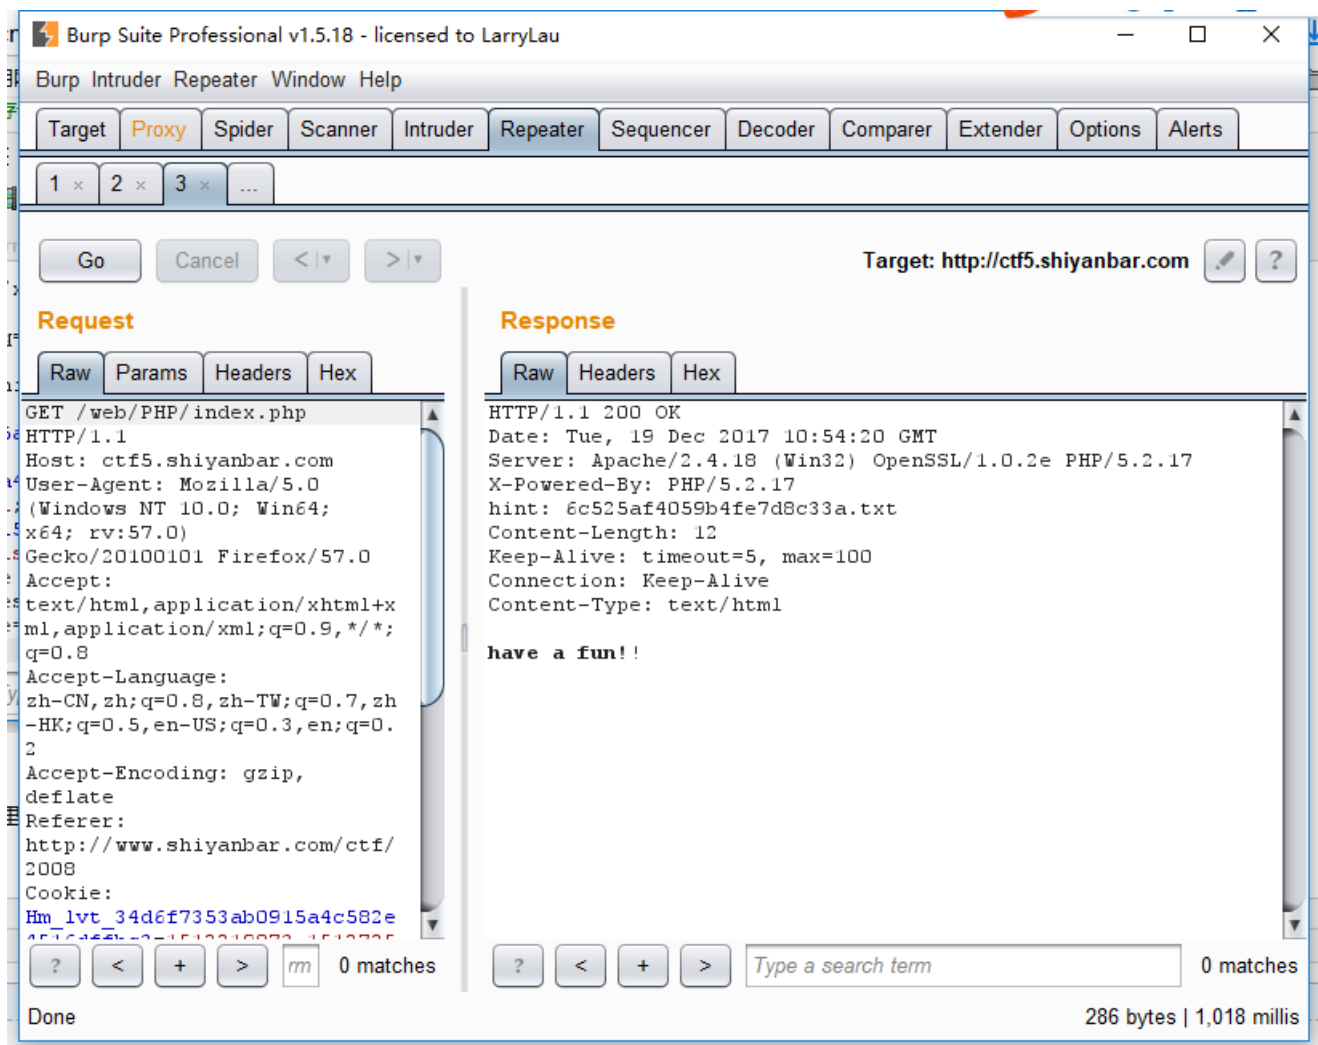 Burp Suite Professional v1.5.18 - licensed to LarryLau
Burp Intruder Repeater Window Help
Target Proxy Spider Scanner Intruder Repeater Sequencer Decoder Comparer Extender Options Alerts
1 × 2 × 3 × ...
Go Cancel < > Target: http://ctf5.shiyanbar.com ?
Request
Raw Params Headers Hex
GET /web/PHP/index.php
HTTP/1.1
Host: ctf5.shiyanbar.com
User-Agent: Mozilla/5.0
(Windows NT 10.0; Win64;
x64; rv:57.0)
Gecko/20100101 Firefox/57.0
Accept:
text/html,application/xhtml+x
ml,application/xml;q=0.9,*/*;
q=0.8
Accept-Language:
zh-CN,zh;q=0.8,zh-TW;q=0.7,zh
-HK;q=0.5,en-US;q=0.3,en;q=0.
2
Accept-Encoding: gzip,
deflate
Referer:
http://www.shiyanbar.com/ctf/
2008
Cookie:
Hm_lvt_34d6f7353ab0915a4c582e
? < + > rm 0 matches
Response
Raw Headers Hex
HTTP/1.1 200 OK
Date: Tue, 19 Dec 2017 10:54:20 GMT
Server: Apache/2.4.18 (Win32) OpenSSL/1.0.2e PHP/5.2.17
X-Powered-By: PHP/5.2.17
hint: 6c525af4059b4fe7d8c33a.txt
Content-Length: 12
Keep-Alive: timeout=5, max=100
Connection: Keep-Alive
Content-Type: text/html
have a fun!!
? < + > Type a search term 0 matches
Done 286 bytes | 1,018 millis